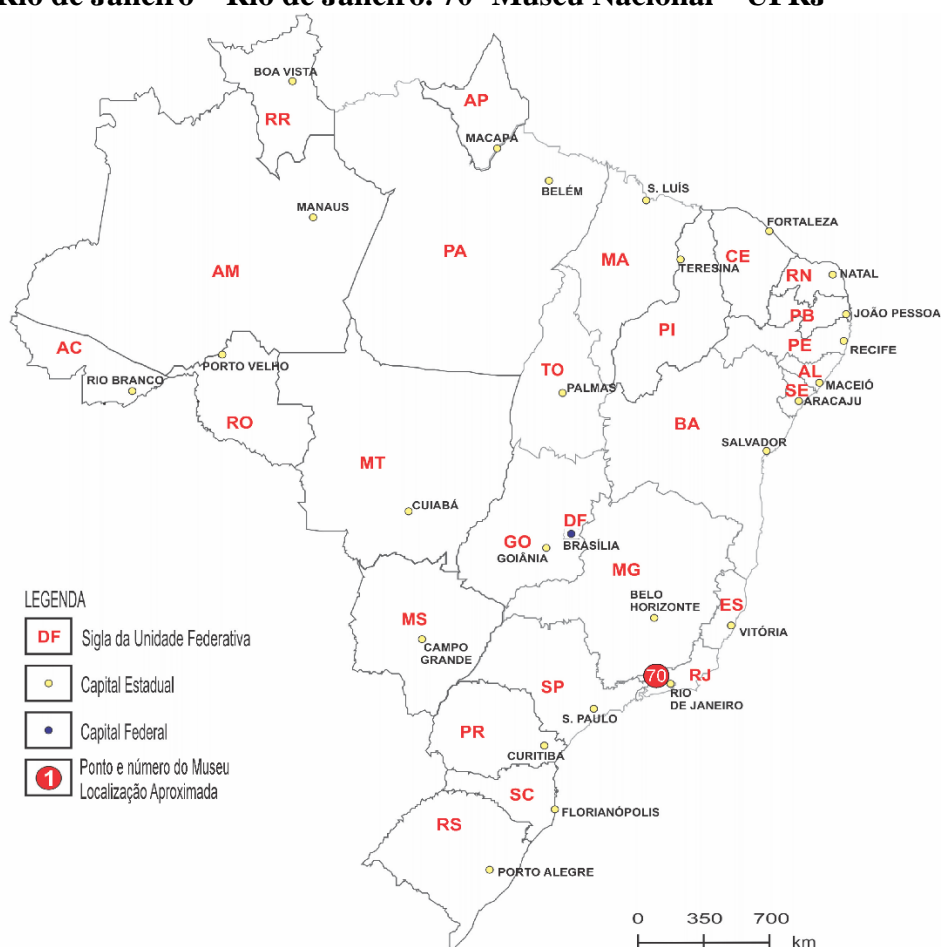 Rio de Janeiro – Rio de Janeiro. 70- Museu Nacional – UFRJ
BOA VISTA
RR
AP
MACAPÁ
BELÉM
S. LUÍS
MANAUS
FORTALEZA
PA
MA
TERESINA
CE
AM
RN
NATAL
PB
JOÃO PESSOA
PI
PE
RECIFE
AC
PORTO VELHO
RIO BRANCO
TO
PALMAS
AL
MACEIÓ
SE
ARACAJU
RO
BA
SALVADOR
MT
CUIABÁ
DF
GO
BRASÍLIA
GOIÂNIA
MG
BELO
HORIZONTE
ES
VITÓRIA
MS
CAMPO
GRANDE
70
RJ
RIO
DE JANEIRO
SP
S. PAULO
PR
CURITIBA
SC
FLORIANÓPOLIS
RS
PORTO ALEGRE
LEGENDA
DF Sigla da Unidade Federativa
Capital Estadual
Capital Federal
1 Ponto e número do Museu
Localização Aproximada
0 350 700
km